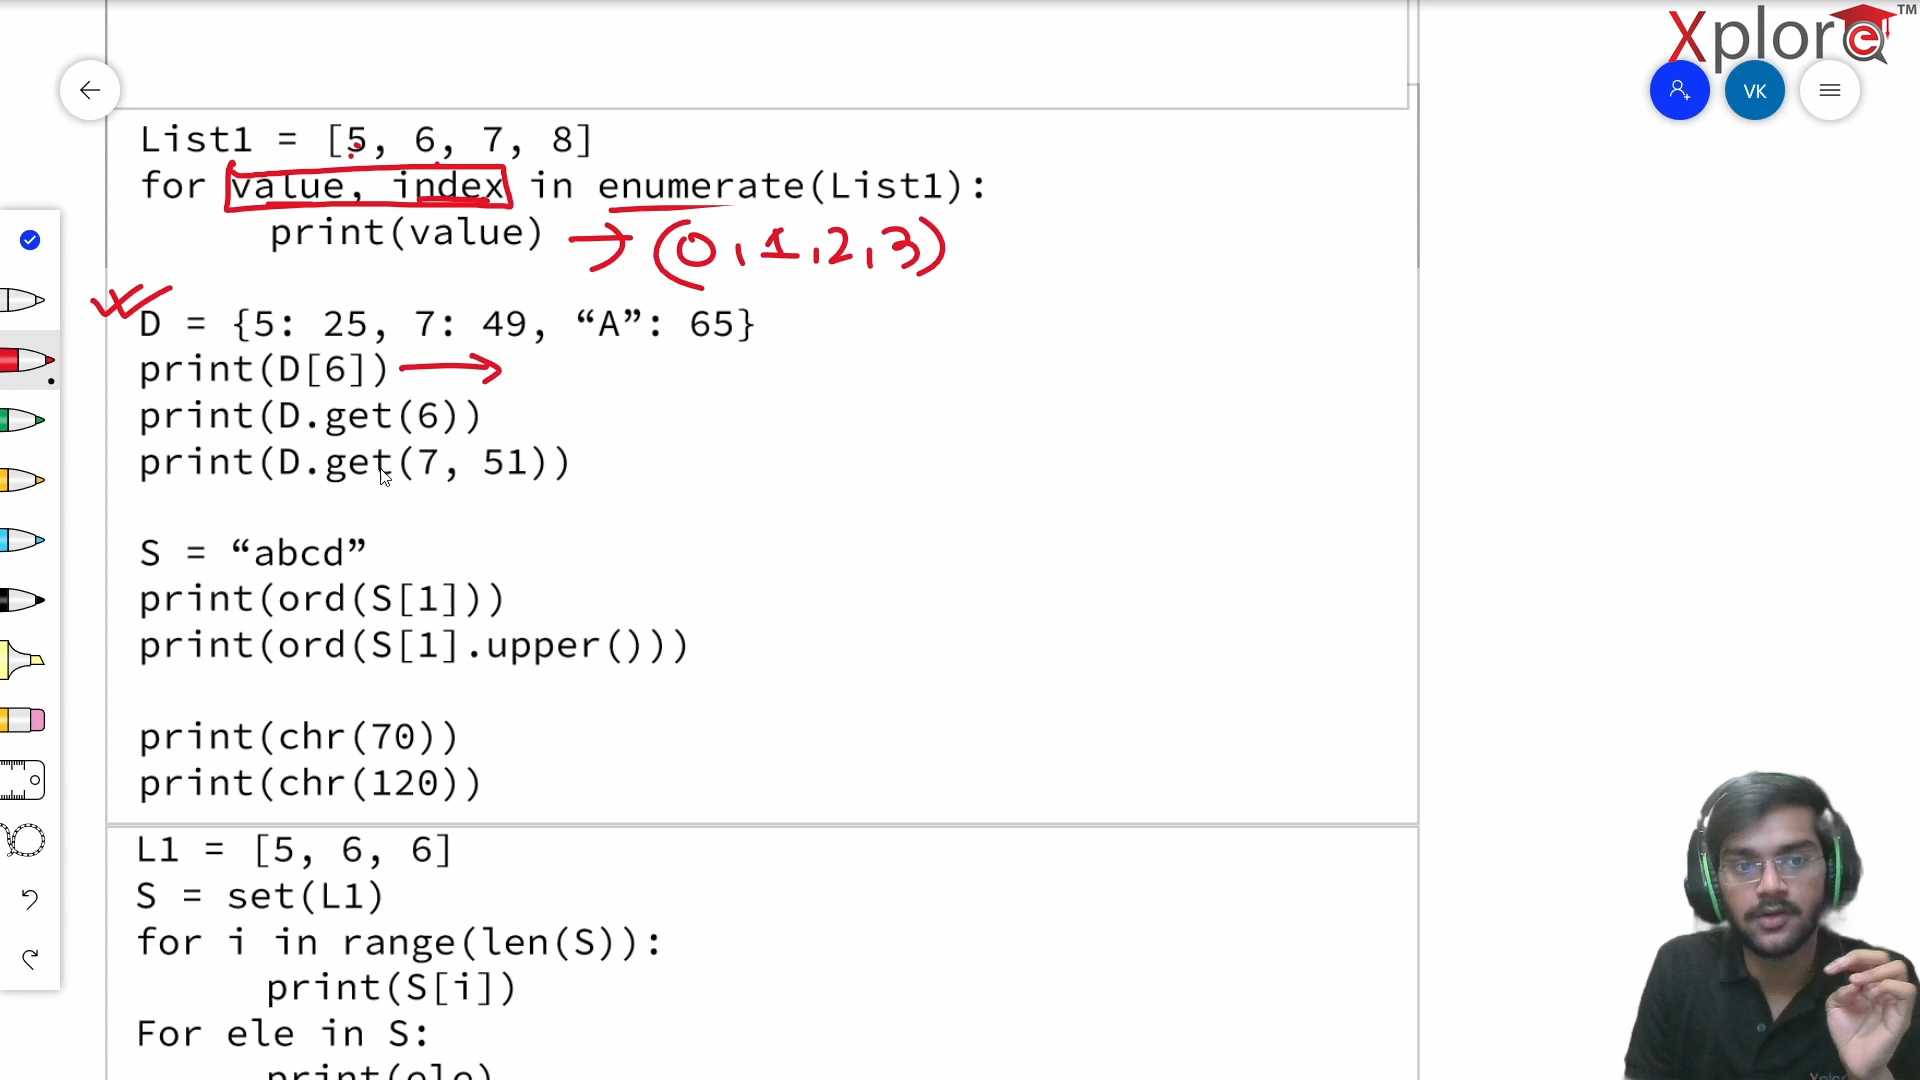 Xplore™
VK
List1 = [5, 6, 7, 8]
for value, index in enumerate(List1):
print(value) → (0,1,2,3)
D = {5: 25, 7: 49, “A”: 65}
print(D[6]) →
print(D.get(6))
print(D.get(7, 51))
S = “abcd”
print(ord(S[1]))
print(ord(S[1].upper()))
print(chr(70))
print(chr(120))
L1 = [5, 6, 6]
S = set(L1)
for i in range(len(S)):
print(S[i])
For ele in S:
print(ele)